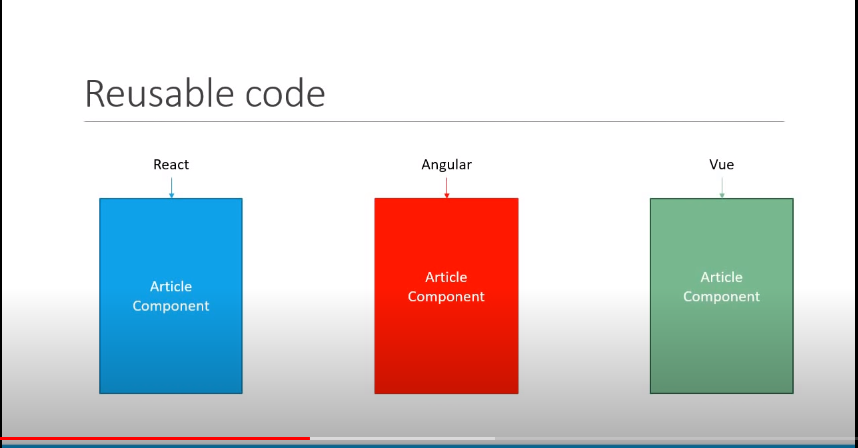 Reusable code
React
Angular
Vue
Article
Component
Article
Component
Article
Component